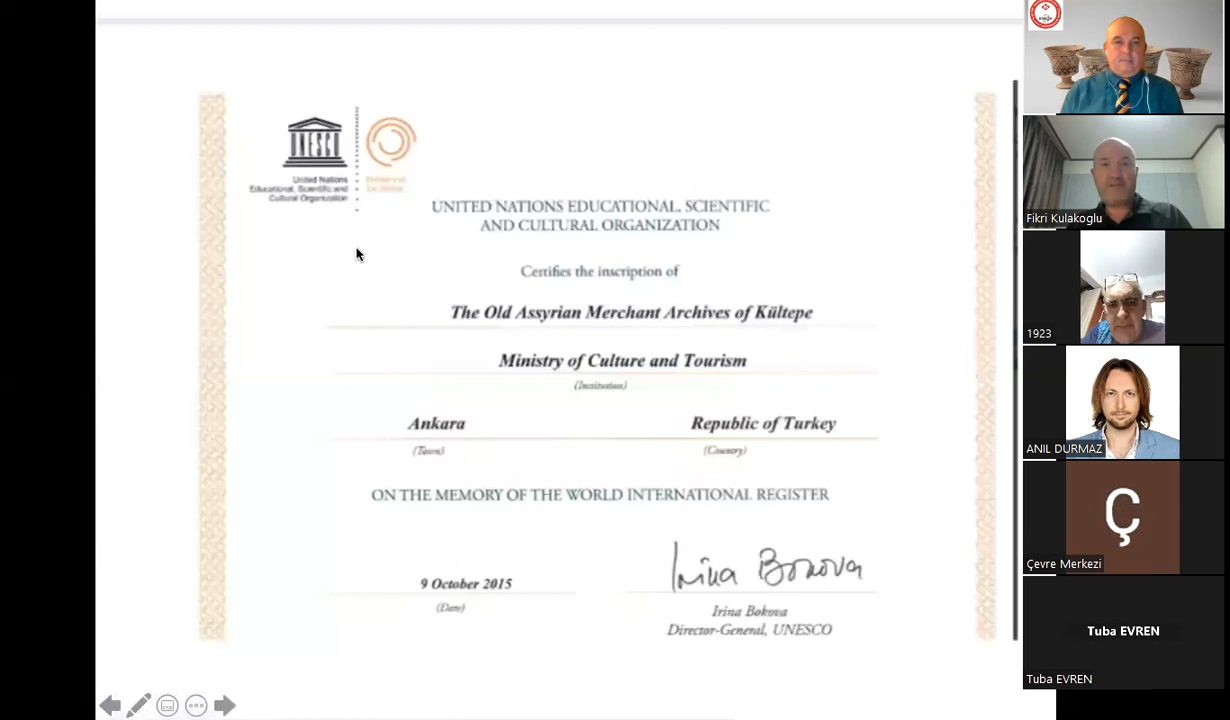 UNESCO
United Nations
Educational, Scientific and
Cultural Organization
UNITED NATIONS EDUCATIONAL, SCIENTIFIC
AND CULTURAL ORGANIZATION
Certifies the inscription of
The Old Assyrian Merchant Archives of Kültepe
Ministry of Culture and Tourism
(Institution)
Ankara
Republic of Turkey
(Town)
(Country)
ON THE MEMORY OF THE WORLD INTERNATIONAL REGISTER
9 October 2015
(Date)
Irina Bokova
Irina Bokova
Director-General, UNESCO
Fikri Kulakoglu
1923
ANIL DURMAZ
Ç
Çevre Merkezi
Tuba EVREN
Tuba EVREN